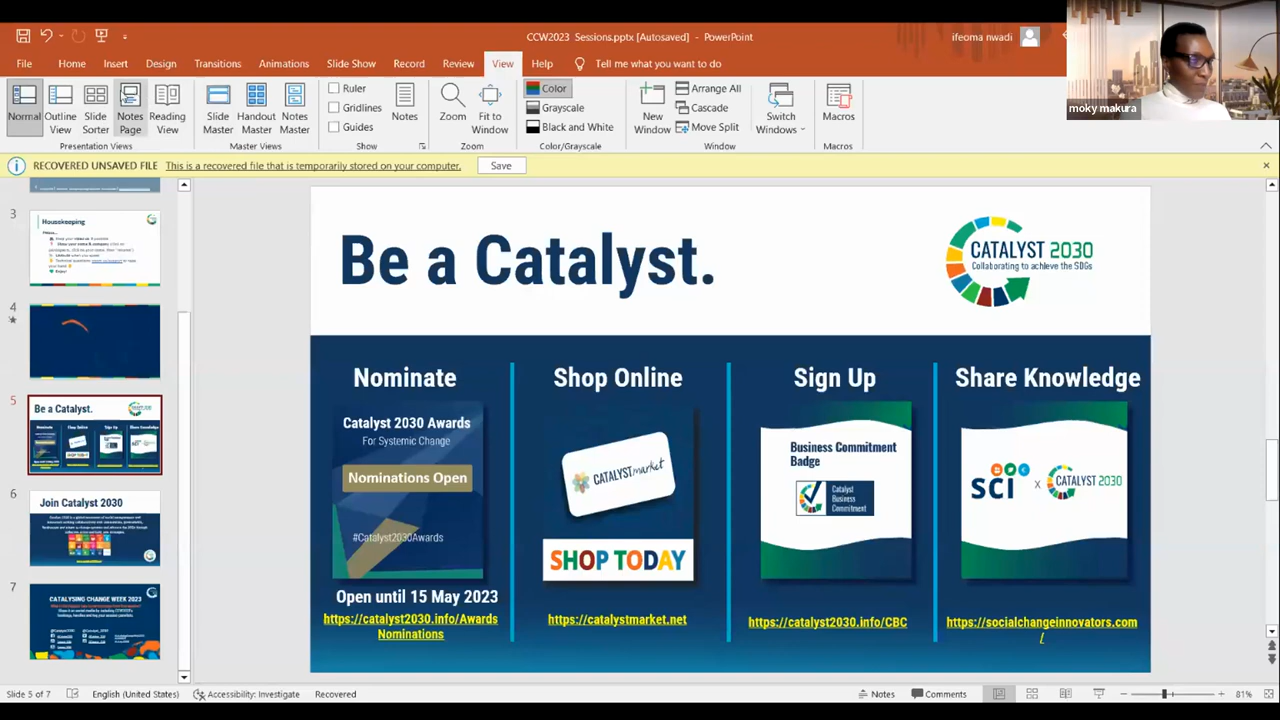 CCW2023 Sessions.pptx [Autosaved] - PowerPoint
ifeoma nwadi
File Home Insert Design Transitions Animations Slide Show Record Review View Help Tell me what you want to do
moky makura
Normal
Outline View
Slide Sorter
Notes Page
Reading View
Presentation Views
Slide Master
Handout Master
Notes Master
Master Views
Ruler
Gridlines
Guides
Notes
Show
Zoom
Fit to Window
Zoom
Color
Grayscale
Black and White
Color/Grayscale
New Window
Arrange All
Cascade
Move Split
Switch Windows
Window
Macros
Macros
RECOVERED UNSAVED FILE This is a recovered file that is temporarily stored on your computer. Save
3
Housekeeping
4
5
Be a Catalyst.
6
Join Catalyst 2030
7
CATALYSING CHANGE WEEK 2023
Be a Catalyst.
CATALYST 2030
Collaborating to achieve the SDGs
Nominate
Catalyst 2030 Awards
For Systemic Change
Nominations Open
#Catalyst2030Awards
Open until 15 May 2023
https://catalyst2030.info/Awards
Nominations
Shop Online
CATALYSTmarket
SHOP TODAY
https://catalystmarket.net
Sign Up
Business Commitment
Badge
Catalyst
Business
Commitment
https://catalyst2030.info/CBC
Share Knowledge
SCI x CATALYST 2030
https://socialchangeinnovators.com
/
Slide 5 of 7 English (United States) Accessibility: Investigate Recovered Notes Comments 81%